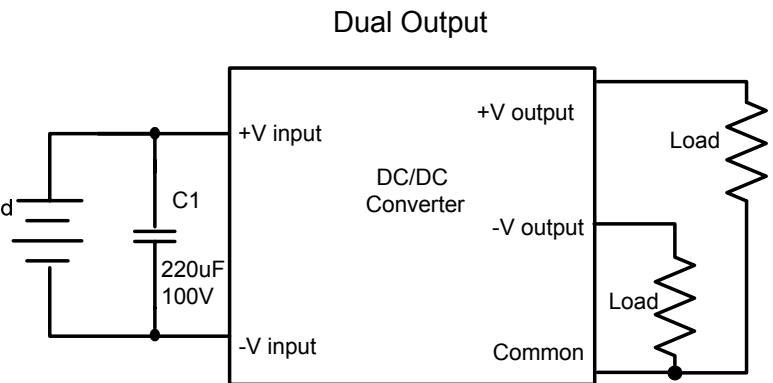 Dual Output
+V input
+V output
Load
DC/DC
Converter
C1
d
-V output
220uF
100V
Load
-V input
Common